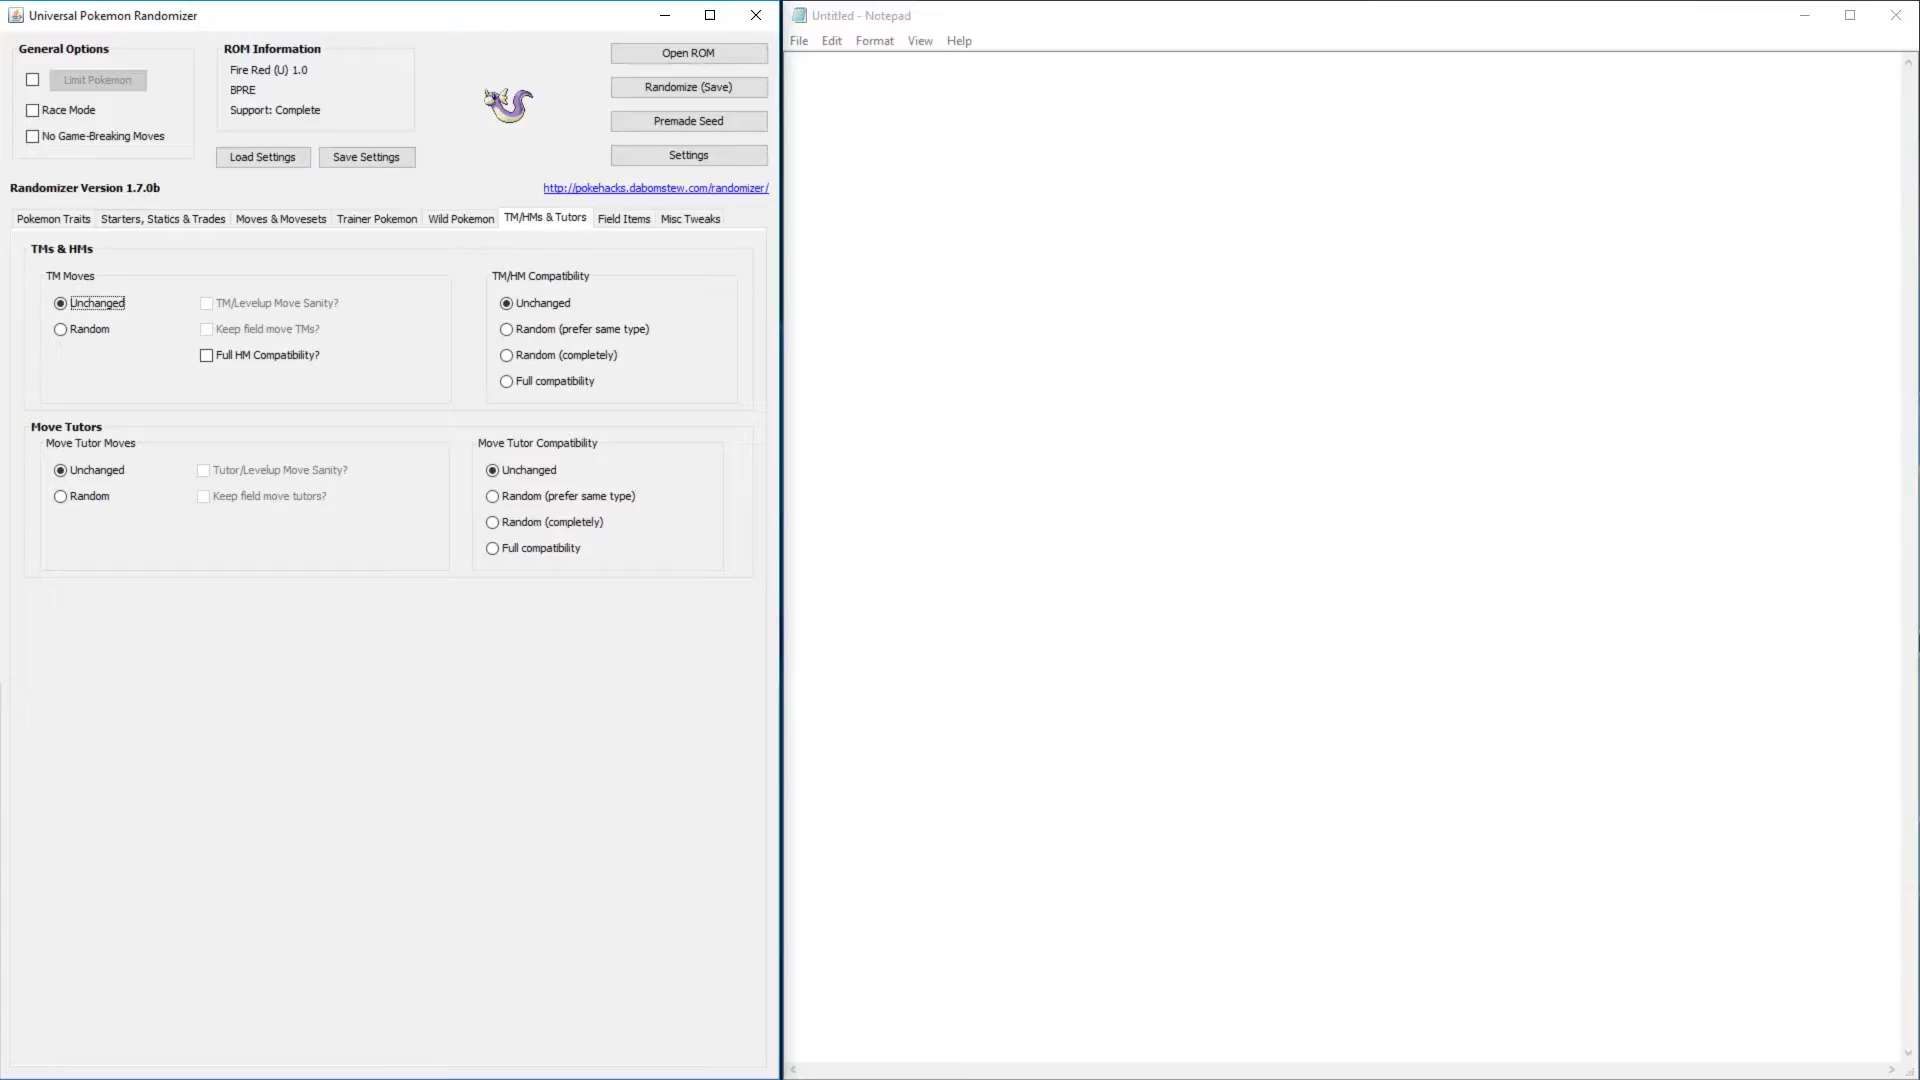 Universal Pokemon Randomizer
General Options
Limit Pokemon
Race Mode
No Game-Breaking Moves
ROM Information
Fire Red (U) 1.0
BPRE
Support: Complete
Load Settings
Save Settings
Open ROM
Randomize (Save)
Premade Seed
Settings
Randomizer Version 1.7.0b
http://pokehacks.dabomstew.com/randomizer/
Pokemon Traits
Starters, Statics & Trades
Moves & Movesets
Trainer Pokemon
Wild Pokemon
TM/HMs & Tutors
Field Items
Misc Tweaks
TMs & HMs
TM Moves
Unchanged
Random
TM/Levelup Move Sanity?
Keep field move TMs?
Full HM Compatibility?
TM/HM Compatibility
Unchanged
Random (prefer same type)
Random (completely)
Full compatibility
Move Tutors
Move Tutor Moves
Unchanged
Random
Tutor/Levelup Move Sanity?
Keep field move tutors?
Move Tutor Compatibility
Unchanged
Random (prefer same type)
Random (completely)
Full compatibility
Untitled - Notepad
File
Edit
Format
View
Help